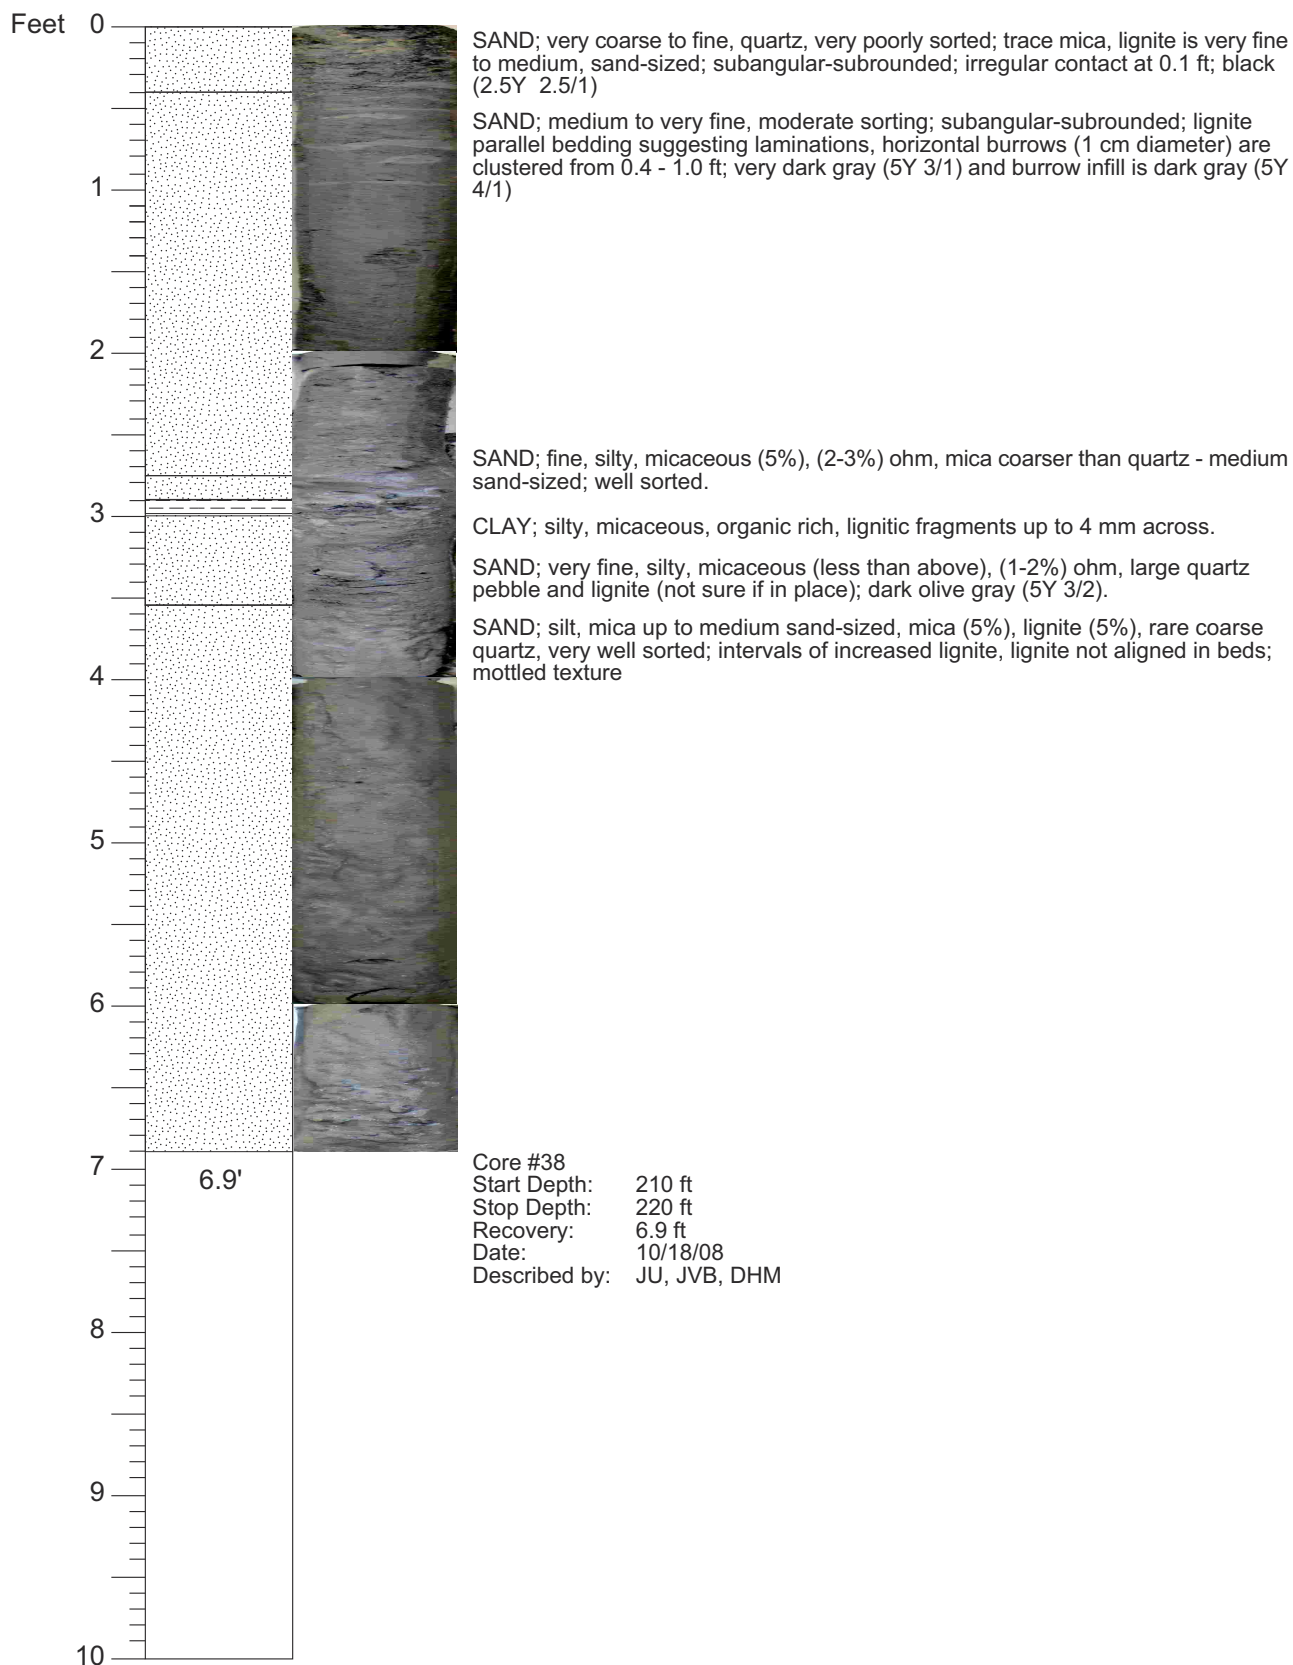 Feet 0
SAND; very coarse to fine, quartz, very poorly sorted; trace mica, lignite is very fine
to medium, sand-sized; subangular-subrounded; irregular contact at 0.1 ft; black
(2.5Y 2.5/1)
SAND; medium to very fine, moderate sorting; subangular-subrounded; lignite
parallel bedding suggesting laminations, horizontal burrows (1 cm diameter) are
clustered from 0.4 - 1.0 ft; very dark gray (5Y 3/1) and burrow infill is dark gray (5Y
4/1)
1
2
SAND; fine, silty, micaceous (5%), (2-3%) ohm, mica coarser than quartz - medium
sand-sized; well sorted.
3
CLAY; silty, micaceous, organic rich, lignitic fragments up to 4 mm across.
SAND; very fine, silty, micaceous (less than above), (1-2%) ohm, large quartz
pebble and lignite (not sure if in place); dark olive gray (5Y 3/2).
SAND; silt, mica up to medium sand-sized, mica (5%), lignite (5%), rare coarse
quartz, very well sorted; intervals of increased lignite, lignite not aligned in beds;
mottled texture
4
5
6
7
6.9'
Core #38
Start Depth: 210 ft
Stop Depth: 220 ft
Recovery: 6.9 ft
Date: 10/18/08
Described by: JU, JVB, DHM
8
9
10